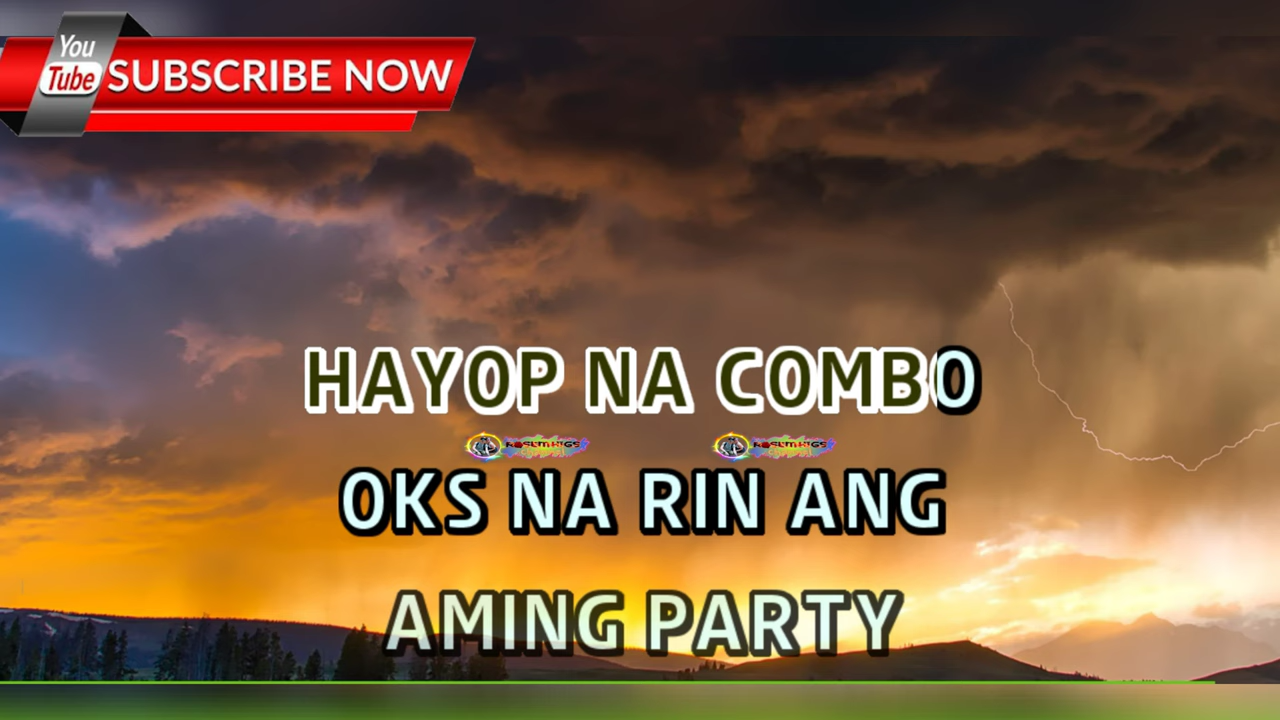 You
Tube
SUBSCRIBE NOW
HAYOP NA COMBO
OKS NA RIN ANG
AMING PARTY